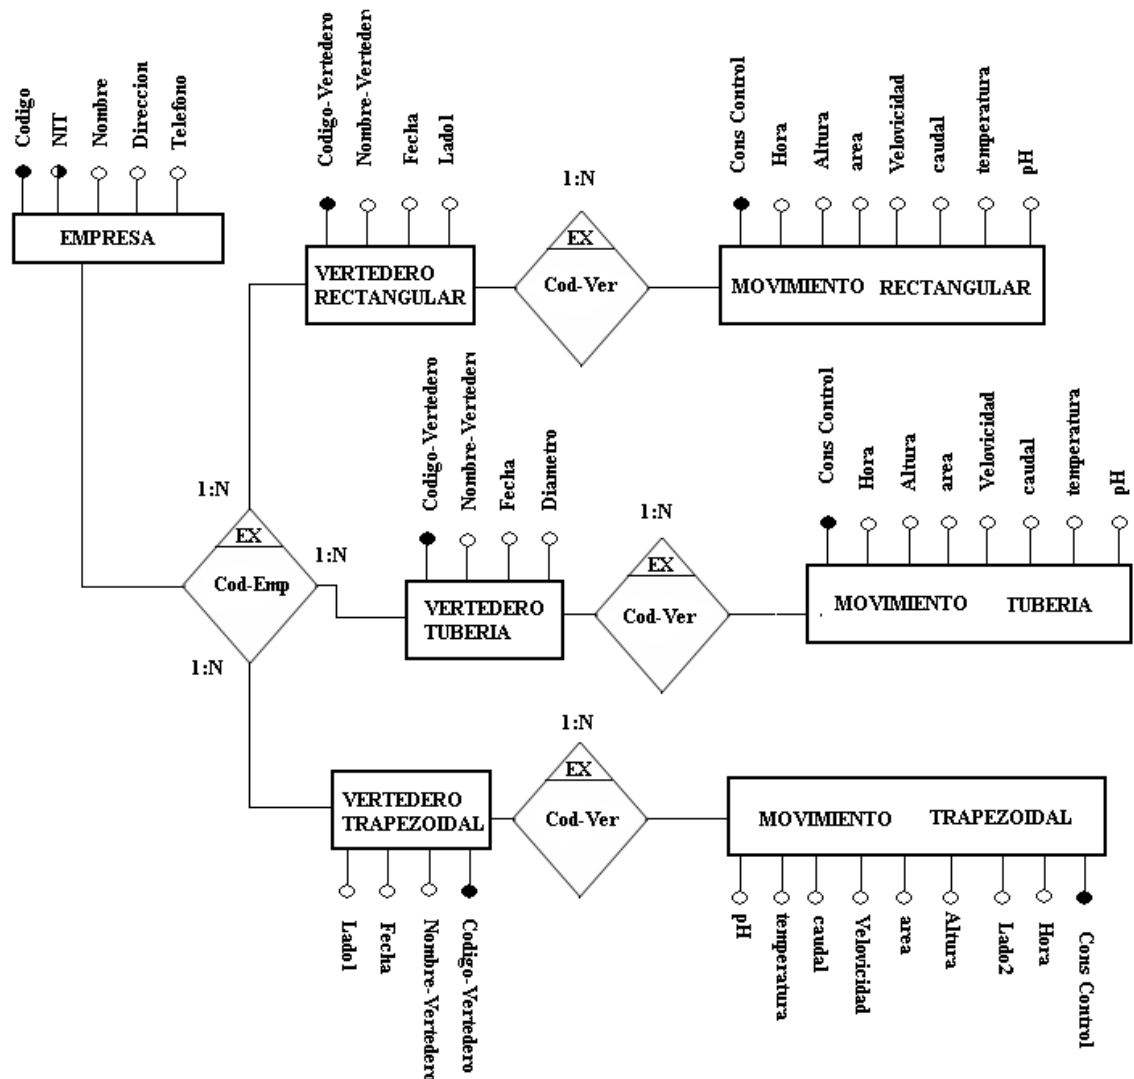 Codigo
NIT
Nombre
Direccion
Telefono
EMPRESA
Codigo-Vertedero
Nombre-Vertedero
Fecha
Lado1
VERTEDERO
RECTANGULAR
1:N
EX
Cod-Ver
Cons Control
Hora
Altura
area
Velovicidad
caudal
temperatura
pH
MOVIMIENTO RECTANGULAR
1:N
EX
Cod-Emp
1:N
1:N
Codigo-Vertedero
Nombre-Vertedero
Fecha
Diametro
VERTEDERO
TUBERIA
1:N
EX
Cod-Ver
Cons Control
Hora
Altura
area
Velovicidad
caudal
temperatura
pH
MOVIMIENTO TUBERIA
VERTEDERO
TRAPEZOIDAL
Lado1
Fecha
Nombre-Vertedero
Codigo-Vertedero
1:N
EX
Cod-Ver
MOVIMIENTO TRAPEZOIDAL
pH
temperatura
caudal
Velovicidad
area
Altura
Lado2
Hora
Cons Control